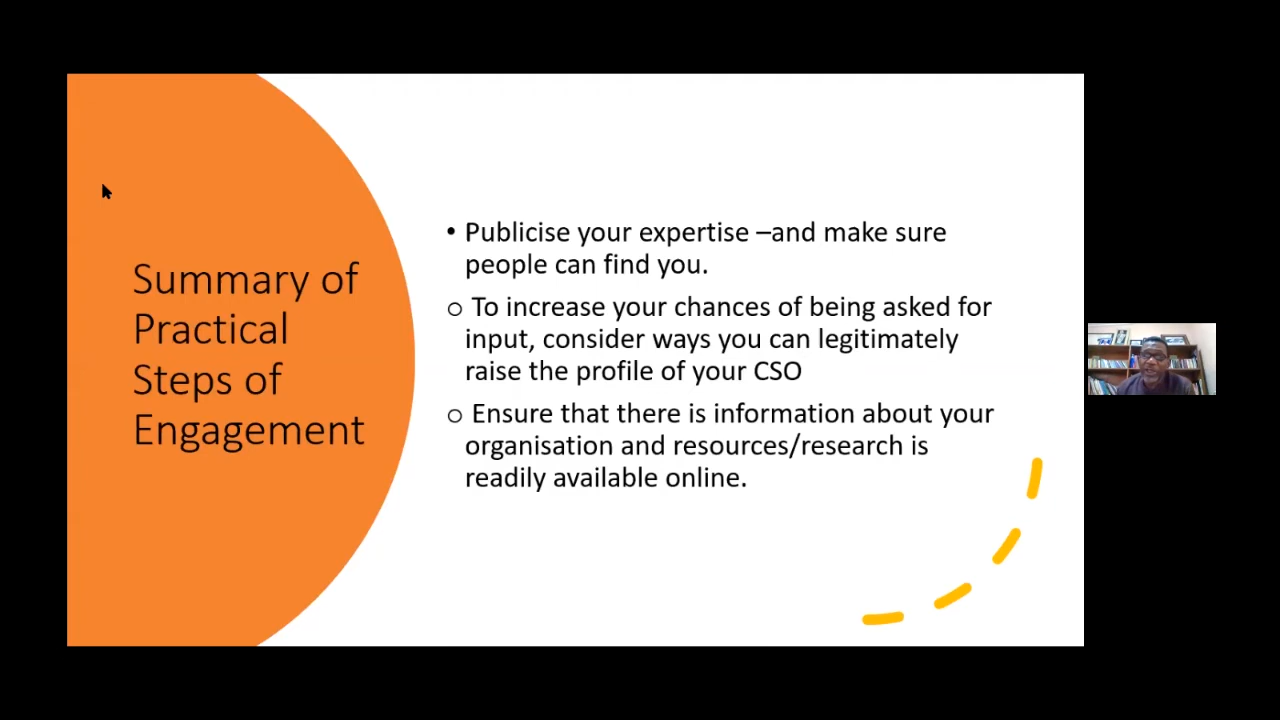 Summary of
Practical
Steps of
Engagement
• Publicise your expertise –and make sure
people can find you.
o To increase your chances of being asked for
input, consider ways you can legitimately
raise the profile of your CSO
o Ensure that there is information about your
organisation and resources/research is
readily available online.